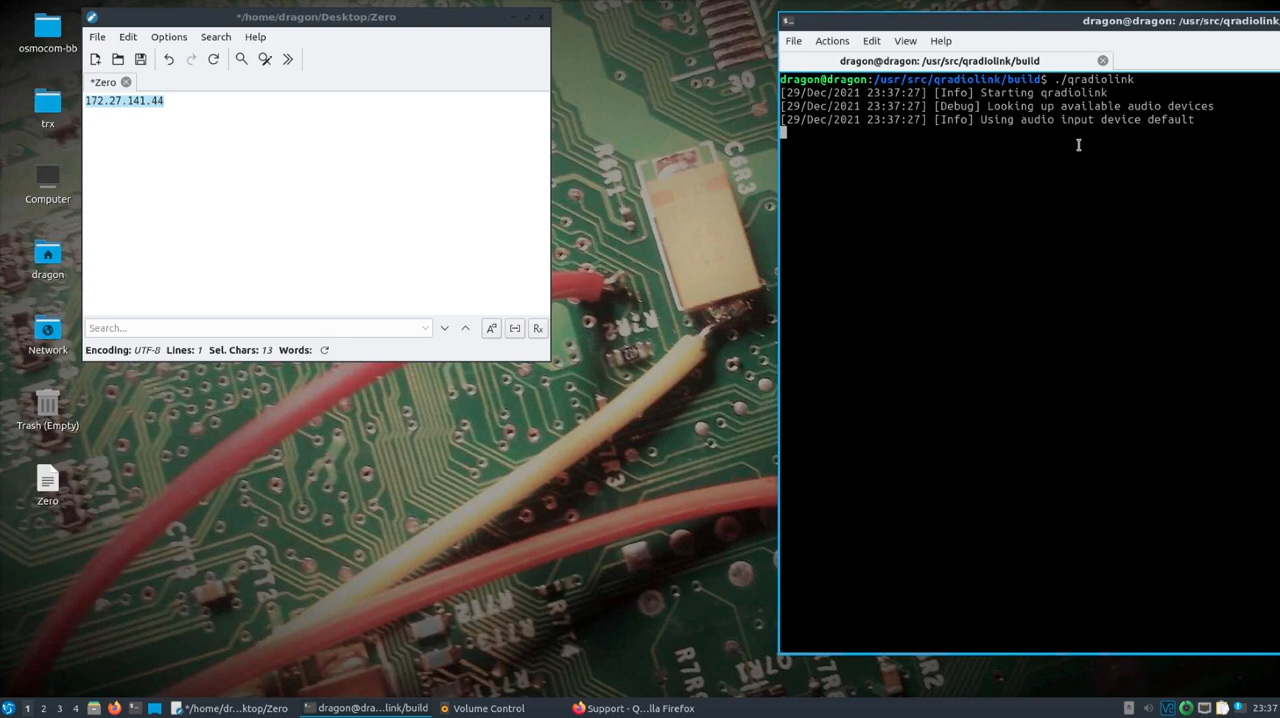 osmocom-bb
trx
Computer
dragon
Network
Trash (Empty)
Zero
*/home/dragon/Desktop/Zero
File Edit Options Search Help
*Zero
172.27.141.44
Search...
Encoding: UTF-8 Lines: 1 Sel. Chars: 13 Words:
dragon@dragon: /usr/src/qradiolink
File Actions Edit View Help
dragon@dragon: /usr/src/qradiolink/build
dragon@dragon:/usr/src/qradiolink/build$ ./qradiolink
[29/Dec/2021 23:37:27] [Info] Starting qradiolink
[29/Dec/2021 23:37:27] [Debug] Looking up available audio devices
[29/Dec/2021 23:37:27] [Info] Using audio input device default
C6R3
R7R
1 2 3 4 */home/dr...ktop/Zero dragon@dra...link/build Volume Control Support - Q...lla Firefox 23:37